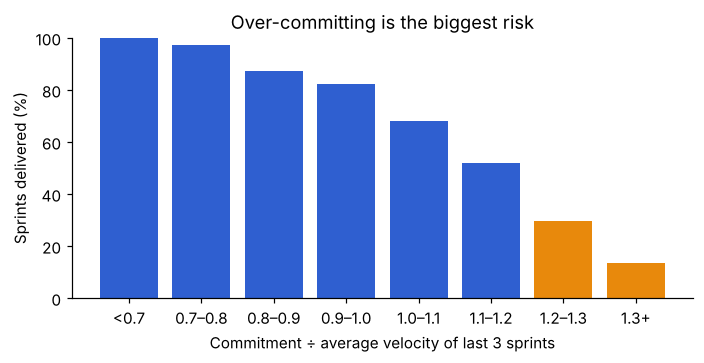 Over-committing is the biggest risk
Sprints delivered (%)
100
80
60
40
20
0
<0.7 0.7–0.8 0.8–0.9 0.9–1.0 1.0–1.1 1.1–1.2 1.2–1.3 1.3+
Commitment ÷ average velocity of last 3 sprints